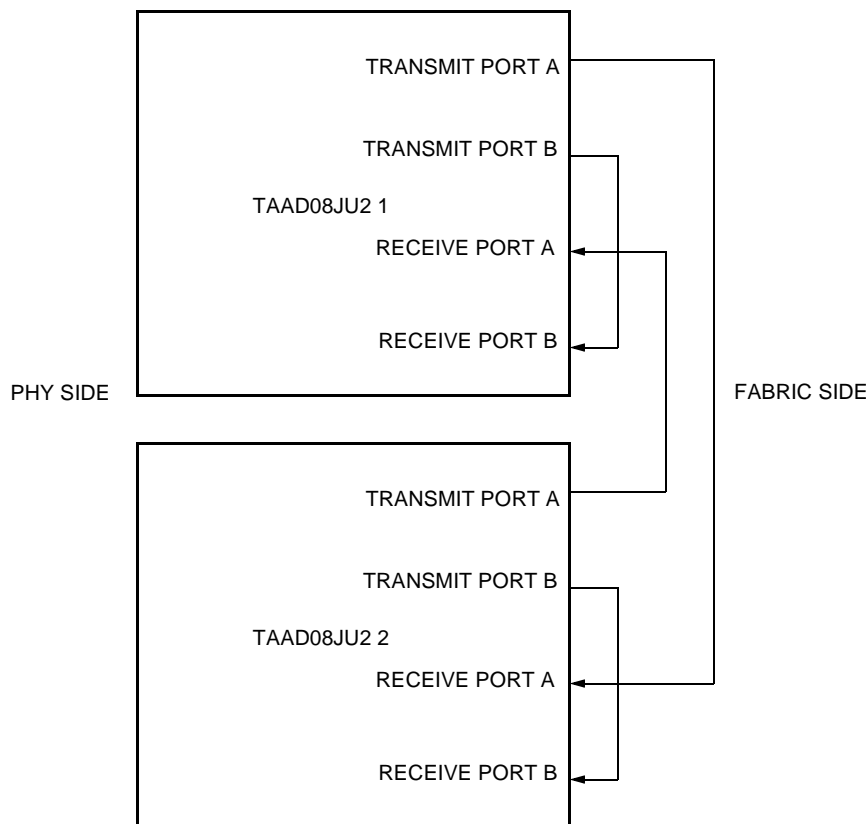 TRANSMIT PORT A
TRANSMIT PORT B
TAAD08JU2 1
RECEIVE PORT A
RECEIVE PORT B
PHY SIDE
FABRIC SIDE
TRANSMIT PORT A
TRANSMIT PORT B
TAAD08JU2 2
RECEIVE PORT A
RECEIVE PORT B